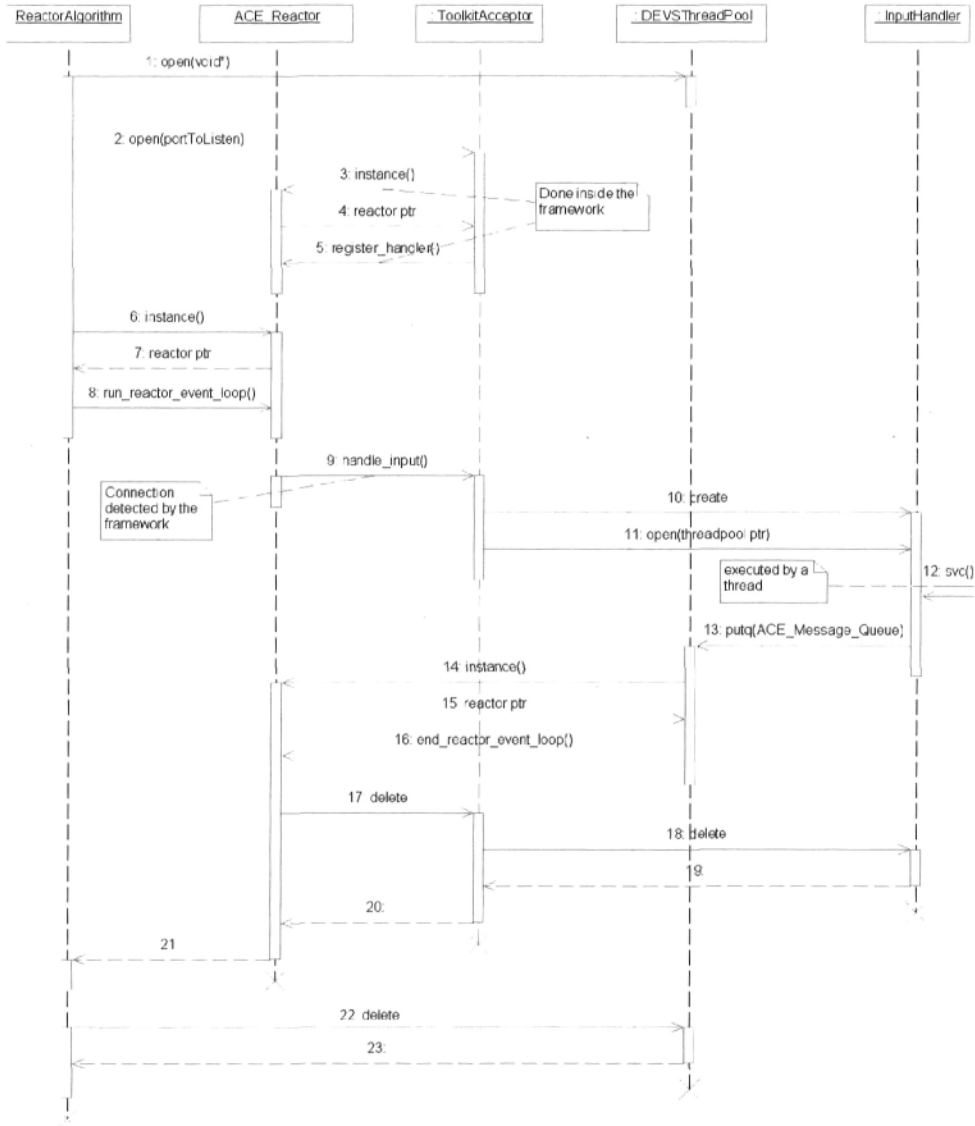 ReactorAlgorithm
ACE_Reactor
: ToolkitAcceptor
: DEVSThreadPool
: InputHandler
1: open(void*)
2: open(portToListen)
3: instance()
Done inside the
framework
4: reactor ptr
5: register_handler()
6: instance()
7: reactor ptr
8: run_reactor_event_loop()
9: handle_input()
Connection
detected by the
framework
10: create
11: open(threadpool ptr)
executed by a
thread
12: svc()
13: putq(ACE_Message_Queue)
14: instance()
15: reactor ptr
16: end_reactor_event_loop()
17: delete
18: delete
19:
20:
21
22: delete
23: